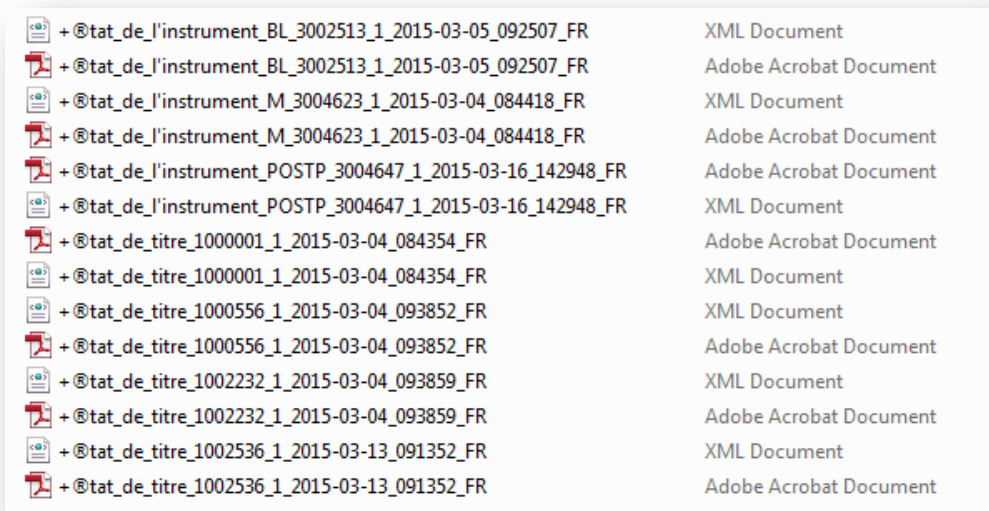 +®tat_de_l'instrument_BL_3002513_1_2015-03-05_092507_FR XML Document
+®tat_de_l'instrument_BL_3002513_1_2015-03-05_092507_FR Adobe Acrobat Document
+®tat_de_l'instrument_M_3004623_1_2015-03-04_084418_FR XML Document
+®tat_de_l'instrument_M_3004623_1_2015-03-04_084418_FR Adobe Acrobat Document
+®tat_de_l'instrument_POSTP_3004647_1_2015-03-16_142948_FR Adobe Acrobat Document
+®tat_de_l'instrument_POSTP_3004647_1_2015-03-16_142948_FR XML Document
+®tat_de_titre_1000001_1_2015-03-04_084354_FR Adobe Acrobat Document
+®tat_de_titre_1000001_1_2015-03-04_084354_FR XML Document
+®tat_de_titre_1000556_1_2015-03-04_093852_FR XML Document
+®tat_de_titre_1000556_1_2015-03-04_093852_FR Adobe Acrobat Document
+®tat_de_titre_1002232_1_2015-03-04_093859_FR XML Document
+®tat_de_titre_1002232_1_2015-03-04_093859_FR Adobe Acrobat Document
+®tat_de_titre_1002536_1_2015-03-13_091352_FR XML Document
+®tat_de_titre_1002536_1_2015-03-13_091352_FR Adobe Acrobat Document